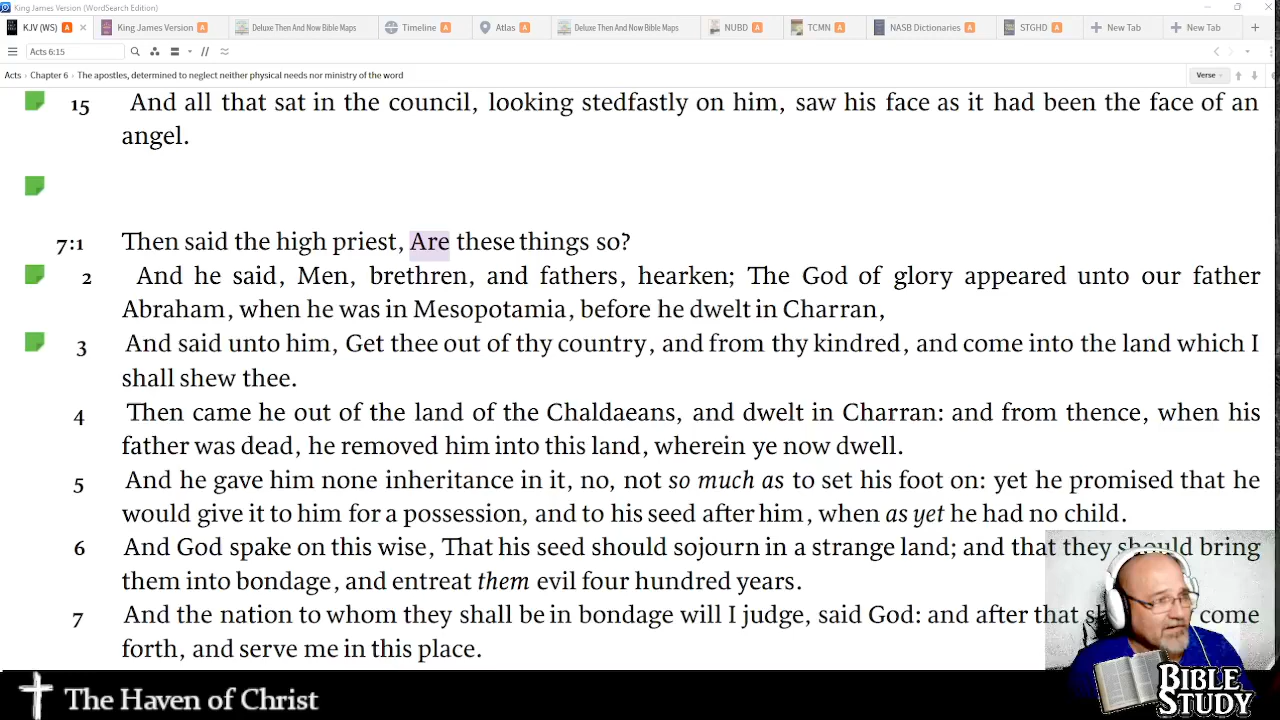 King James Version (WordSearch Edition)
KJV (WS) A × King James Version A Deluxe Then And Now Bible Maps Timeline A Atlas A Deluxe Then And Now Bible Maps NUBD A TCMN A NASB Dictionaries A STGHD A + New Tab + New Tab +
Acts 6:15
Acts › Chapter 6 › The apostles, determined to neglect neither physical needs nor ministry of the word Verse
15 And all that sat in the council, looking stedfastly on him, saw his face as it had been the face of an
angel.
7:1 Then said the high priest, Are these things so?
2 And he said, Men, brethren, and fathers, hearken; The God of glory appeared unto our father
Abraham, when he was in Mesopotamia, before he dwelt in Charran,
3 And said unto him, Get thee out of thy country, and from thy kindred, and come into the land which I
shall shew thee.
4 Then came he out of the land of the Chaldaeans, and dwelt in Charran: and from thence, when his
father was dead, he removed him into this land, wherein ye now dwell.
5 And he gave him none inheritance in it, no, not so much as to set his foot on: yet he promised that he
would give it to him for a possession, and to his seed after him, when as yet he had no child.
6 And God spake on this wise, That his seed should sojourn in a strange land; and that they should bring
them into bondage, and entreat them evil four hundred years.
7 And the nation to whom they shall be in bondage will I judge, said God: and after that come
forth, and serve me in this place.
The Haven of Christ
BIBLE
STUDY